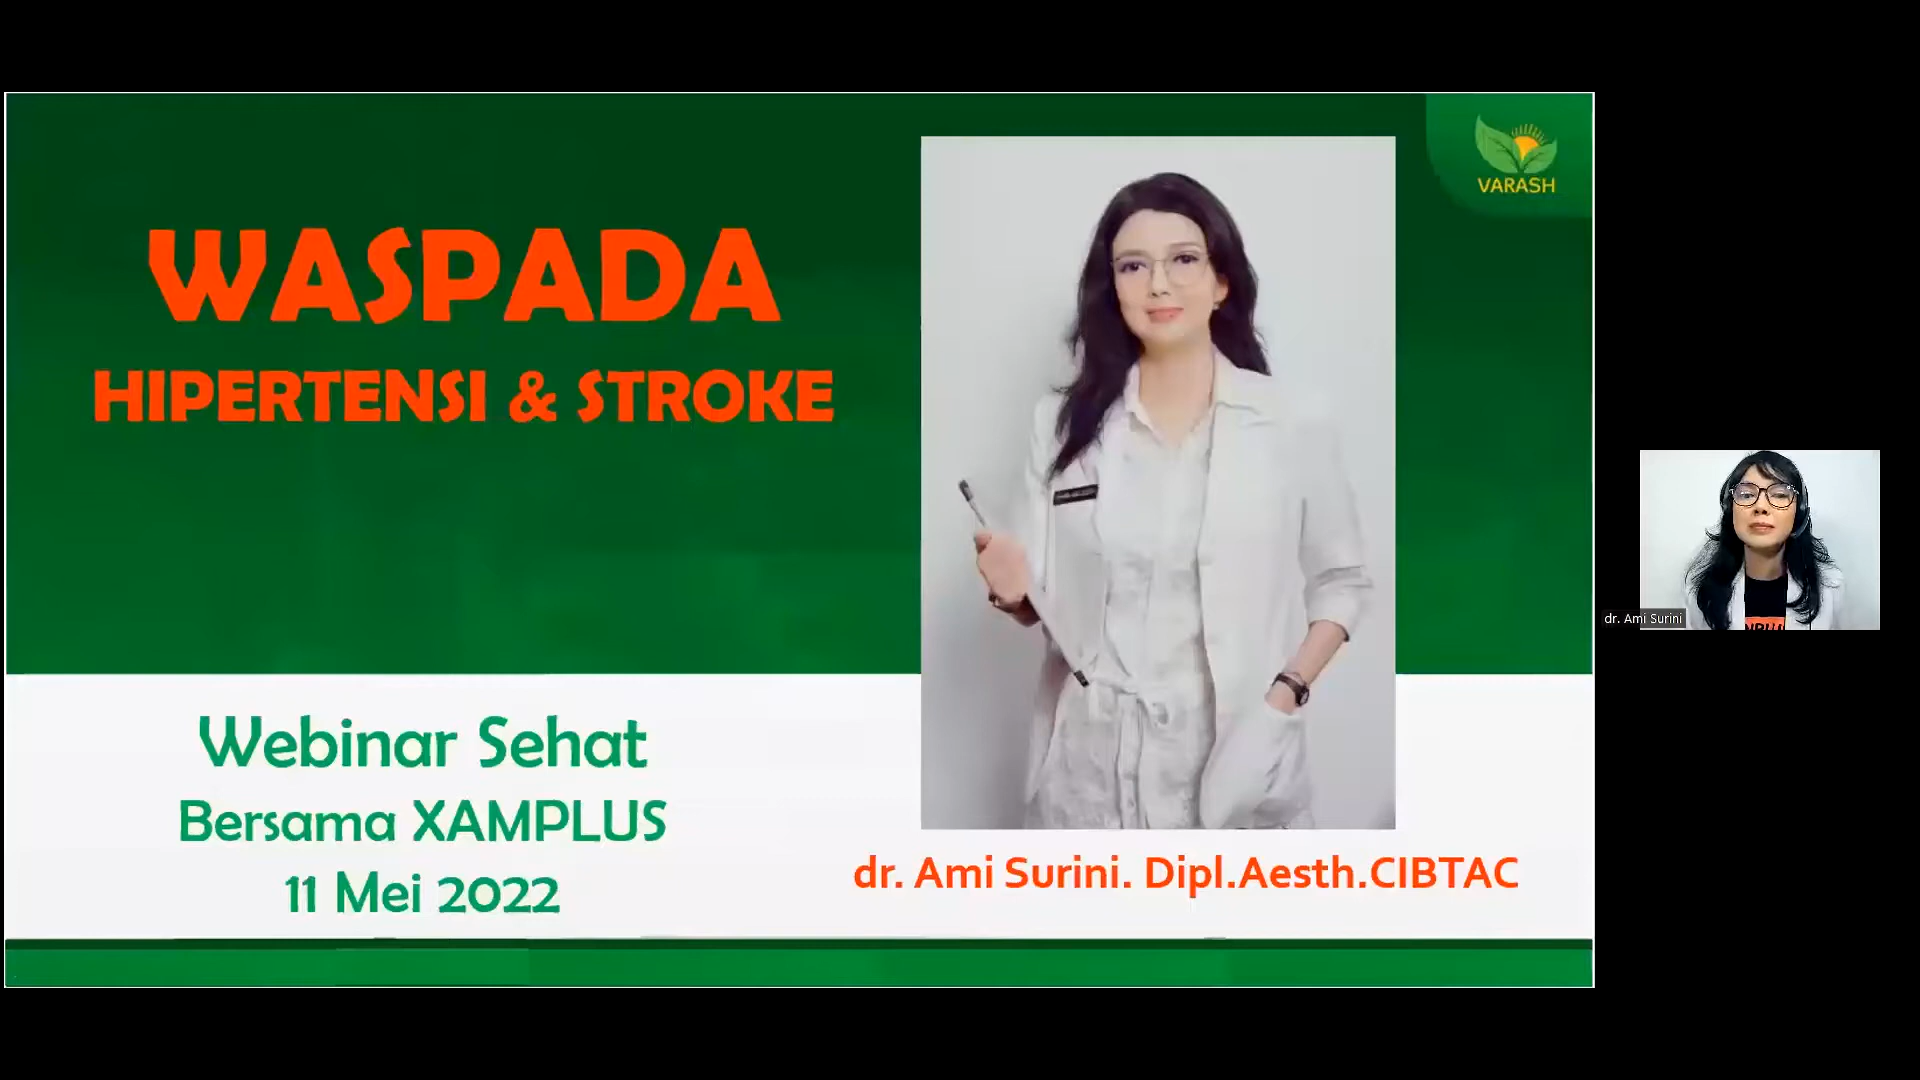 VARASH
WASPADA
HIPERTENSI & STROKE
Webinar Sehat
Bersama XAMPLUS
11 Mei 2022
dr. Ami Surini. Dipl.Aesth.CIBTAC
dr. Ami Surini